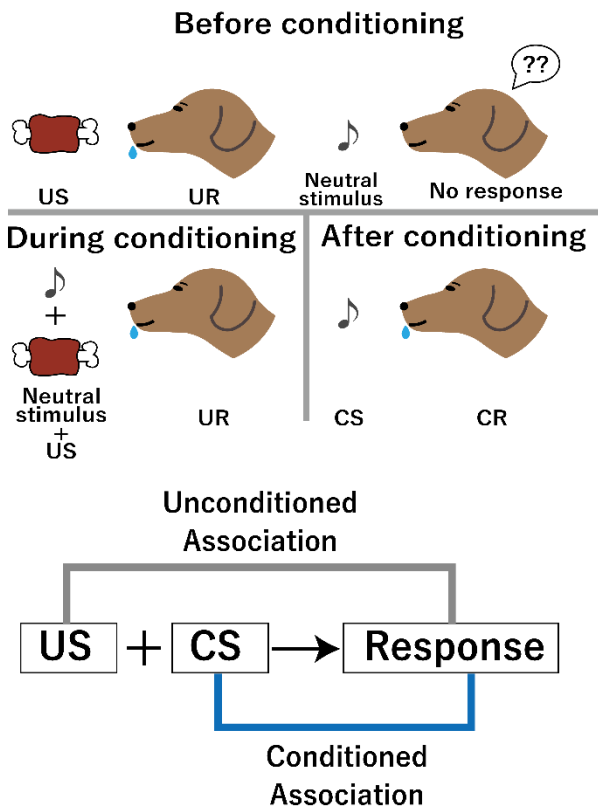 Before conditioning
??
US
UR
Neutral
stimulus
No response
During conditioning
+
Neutral
stimulus
+
US
UR
After conditioning
CS
CR
Unconditioned
Association
US + CS → Response
Conditioned
Association